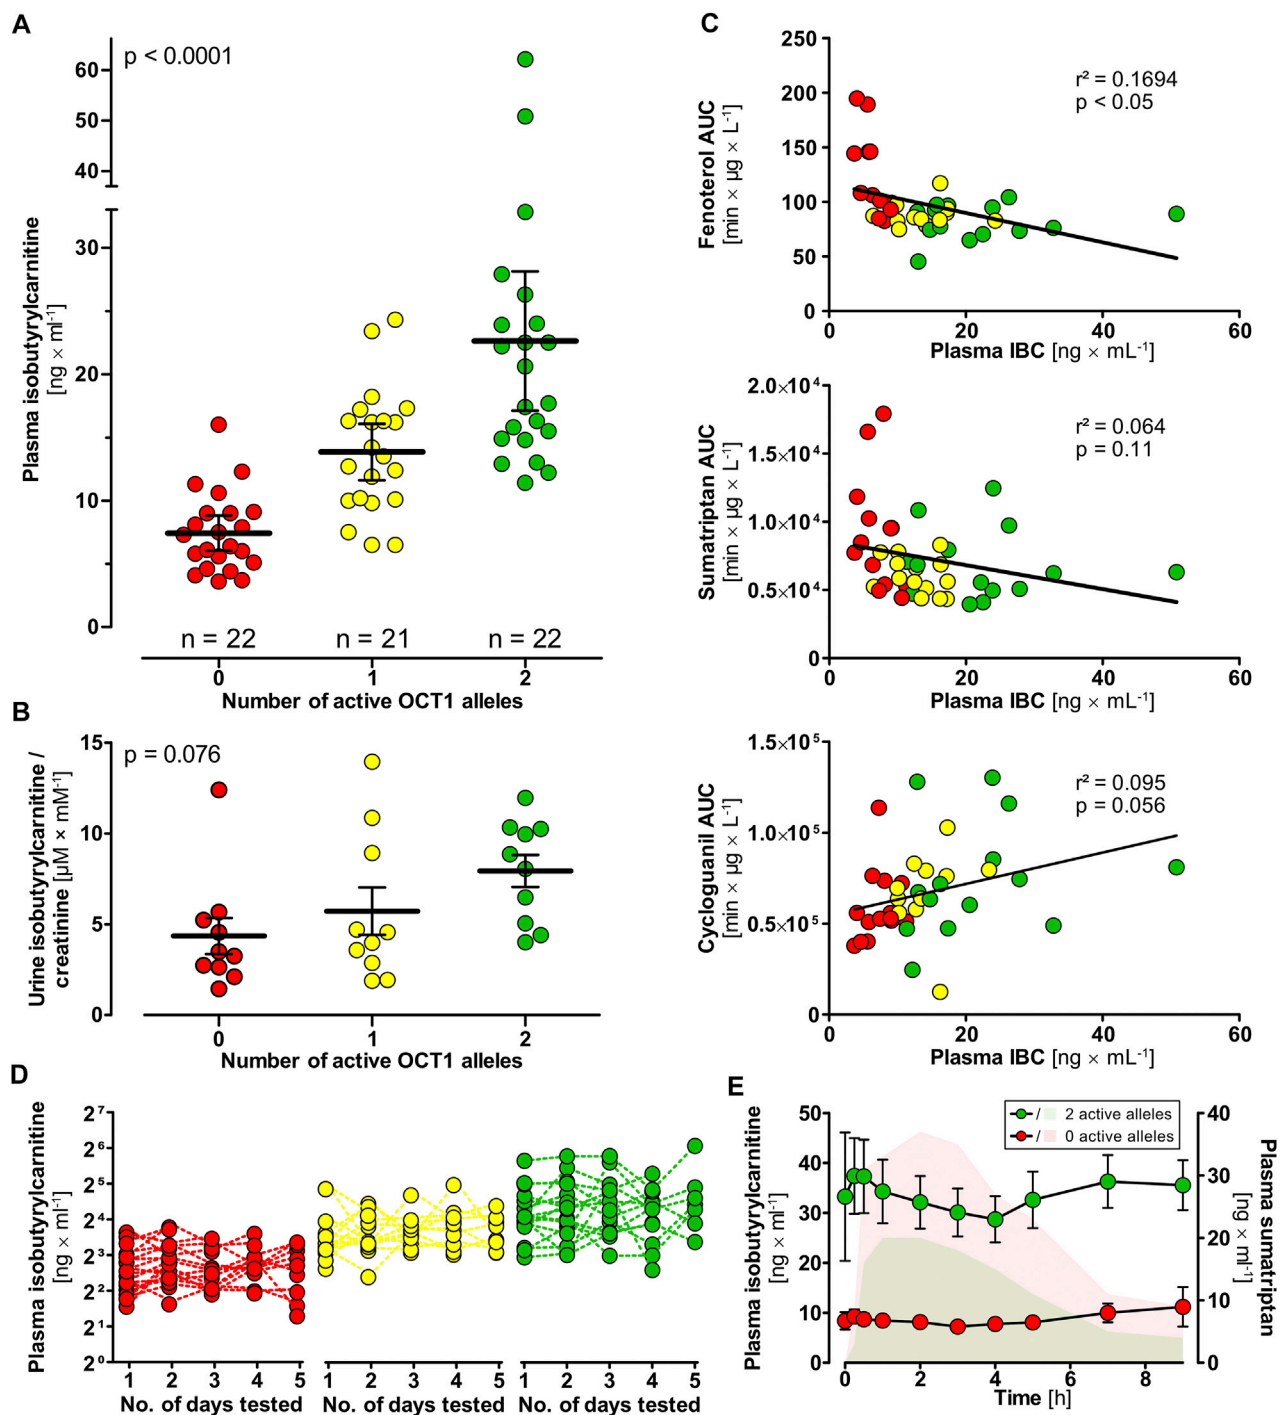 A
p < 0.0001
Plasma isobutyrylcarnitine
[ng × ml⁻¹]
60
50
40
30
20
10
0
n = 22
n = 21
n = 22
0
1
2
Number of active OCT1 alleles
B
p = 0.076
Urine isobutyrylcarnitine /
creatinine [µM × mM⁻¹]
15
10
5
0
0
1
2
Number of active OCT1 alleles
C
r² = 0.1694
p < 0.05
Fenoterol AUC
[min × µg × L⁻¹]
250
200
150
100
50
0
0
20
40
60
Plasma IBC [ng × mL⁻¹]
r² = 0.064
p = 0.11
Sumatriptan AUC
[min × µg × L⁻¹]
2.0×10⁴
1.5×10⁴
1.0×10⁴
0.5×10⁴
0
0
20
40
60
Plasma IBC [ng × mL⁻¹]
r² = 0.095
p = 0.056
Cycloguanil AUC
[min × µg × L⁻¹]
1.5×10⁵
1.0×10⁵
0.5×10⁵
0
0
20
40
60
Plasma IBC [ng × mL⁻¹]
D
Plasma isobutyrylcarnitine
[ng × ml⁻¹]
2⁷
2⁶
2⁵
2⁴
2³
2²
2¹
2⁰
1 2 3 4 5
No. of days tested
1 2 3 4 5
No. of days tested
1 2 3 4 5
No. of days tested
E
/ 2 active alleles
/ 0 active alleles
Plasma isobutyrylcarnitine
[ng × ml⁻¹]
50
40
30
20
10
0
40
30
20
10
0
Plasma sumatriptan
[ng × ml⁻¹]
0 2 4 6 8
Time [h]